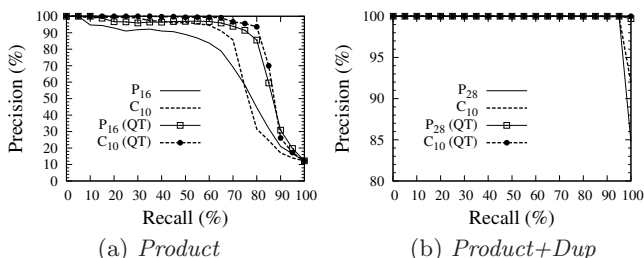 100
90
80
70
60
50
40
30
20
10
0
Precision (%)
P16
C10
P16 (QT)
C10 (QT)
0 10 20 30 40 50 60 70 80 90 100
Recall (%)
(a) Product
100
95
90
85
80
Precision (%)
P28
C10
P28 (QT)
C10 (QT)
0 10 20 30 40 50 60 70 80 90 100
Recall (%)
(b) Product+Dup